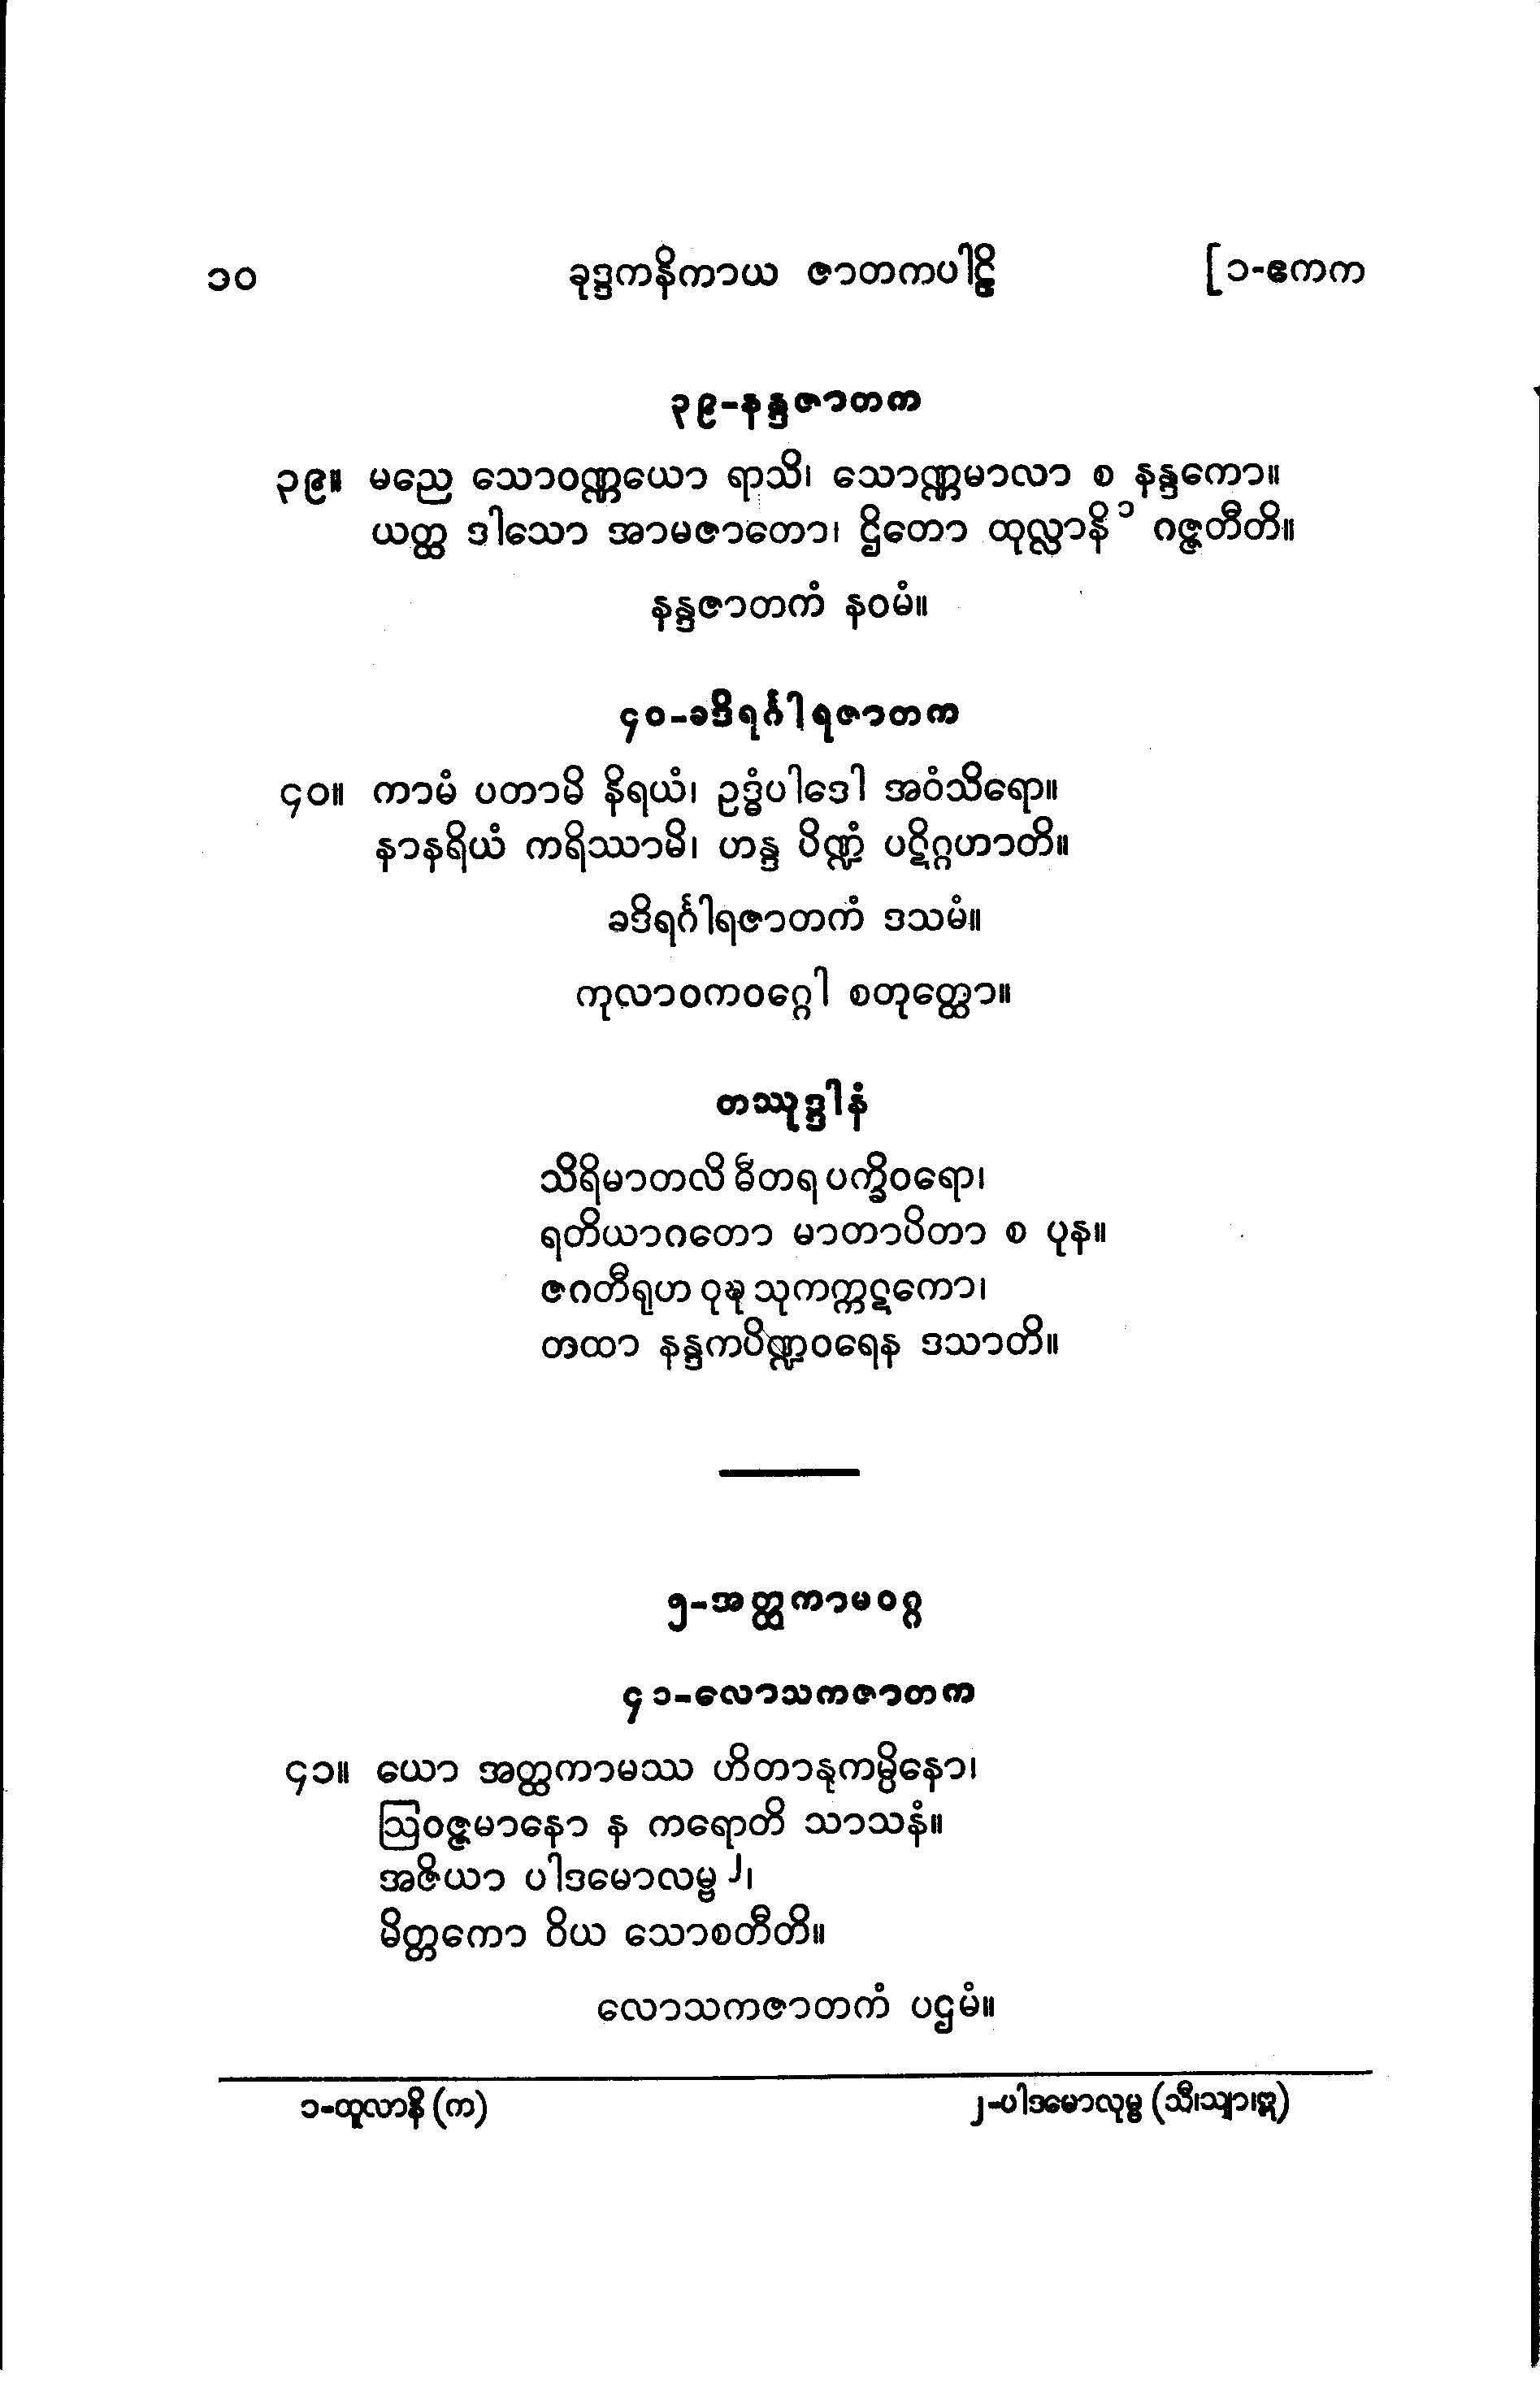 ၁၀ ခုဒ္ဒကနိကာယ ဇာတကပါဠိ [၁-ဧကက
၃၉-နန္ဒဇာတက
၃၉။ မညေ သောဝဏ္ဏယော ရာသိ၊ သောဏ္ဏမာလာ စ နန္ဒကော။
ယတ္ထ ဒါသော အာမဇာတော၊ ဌိတော ထုလ္လာနိ ၁ ဂဇ္ဇတီတိ။
နန္ဒဇာတကံ နဝမံ။
၄၀-ခဒိရင်္ဂါရဇာတက
၄၀။ ကာမံ ပတာမိ နိရယံ၊ ဥဒ္ဓံပါဒေါ အဝံသိရော။
နာနရိယံ ကရိဿာမိ၊ ဟန္ဒ ပိဏ္ဍံ ပဋိဂ္ဂဟာတိ။
ခဒိရင်္ဂါရဇာတကံ ဒသမံ။
ကုလာဝကဝဂ္ဂေါ စတုတ္ထော။
တဿုဒ္ဒါနံ
သိရိမာတလိ ဓီတရ ပက္ခိဝရော၊
ရတိယာဂတော မာတာပိတာ စ ပုန။
ဇဂတီရုဟ ဝုဍ္ဎ သုကက္ကဋကော၊
တထာ နန္ဒကပိဏ္ဍဝရေန ဒသာတိ။
၅-အတ္ထကာမဝဂ္ဂ
၄၁-လောသကဇာတက
၄၁။ ယော အတ္ထကာမဿ ဟိတာနုကမ္ပိနော၊
ဩဝဇ္ဇမာနော န ကရောတိ သာသနံ။
အဇိယာ ပါဒမောလမ္ဗ ၂၊
မိတ္တကော ဝိယ သောစတီတိ။
လောသကဇာတကံ ပဌမံ။
၁-ထူလာနိ (က) ၂-ပါဒမောလုမ္ဗ (သီ၊သျာ၊ဣ)